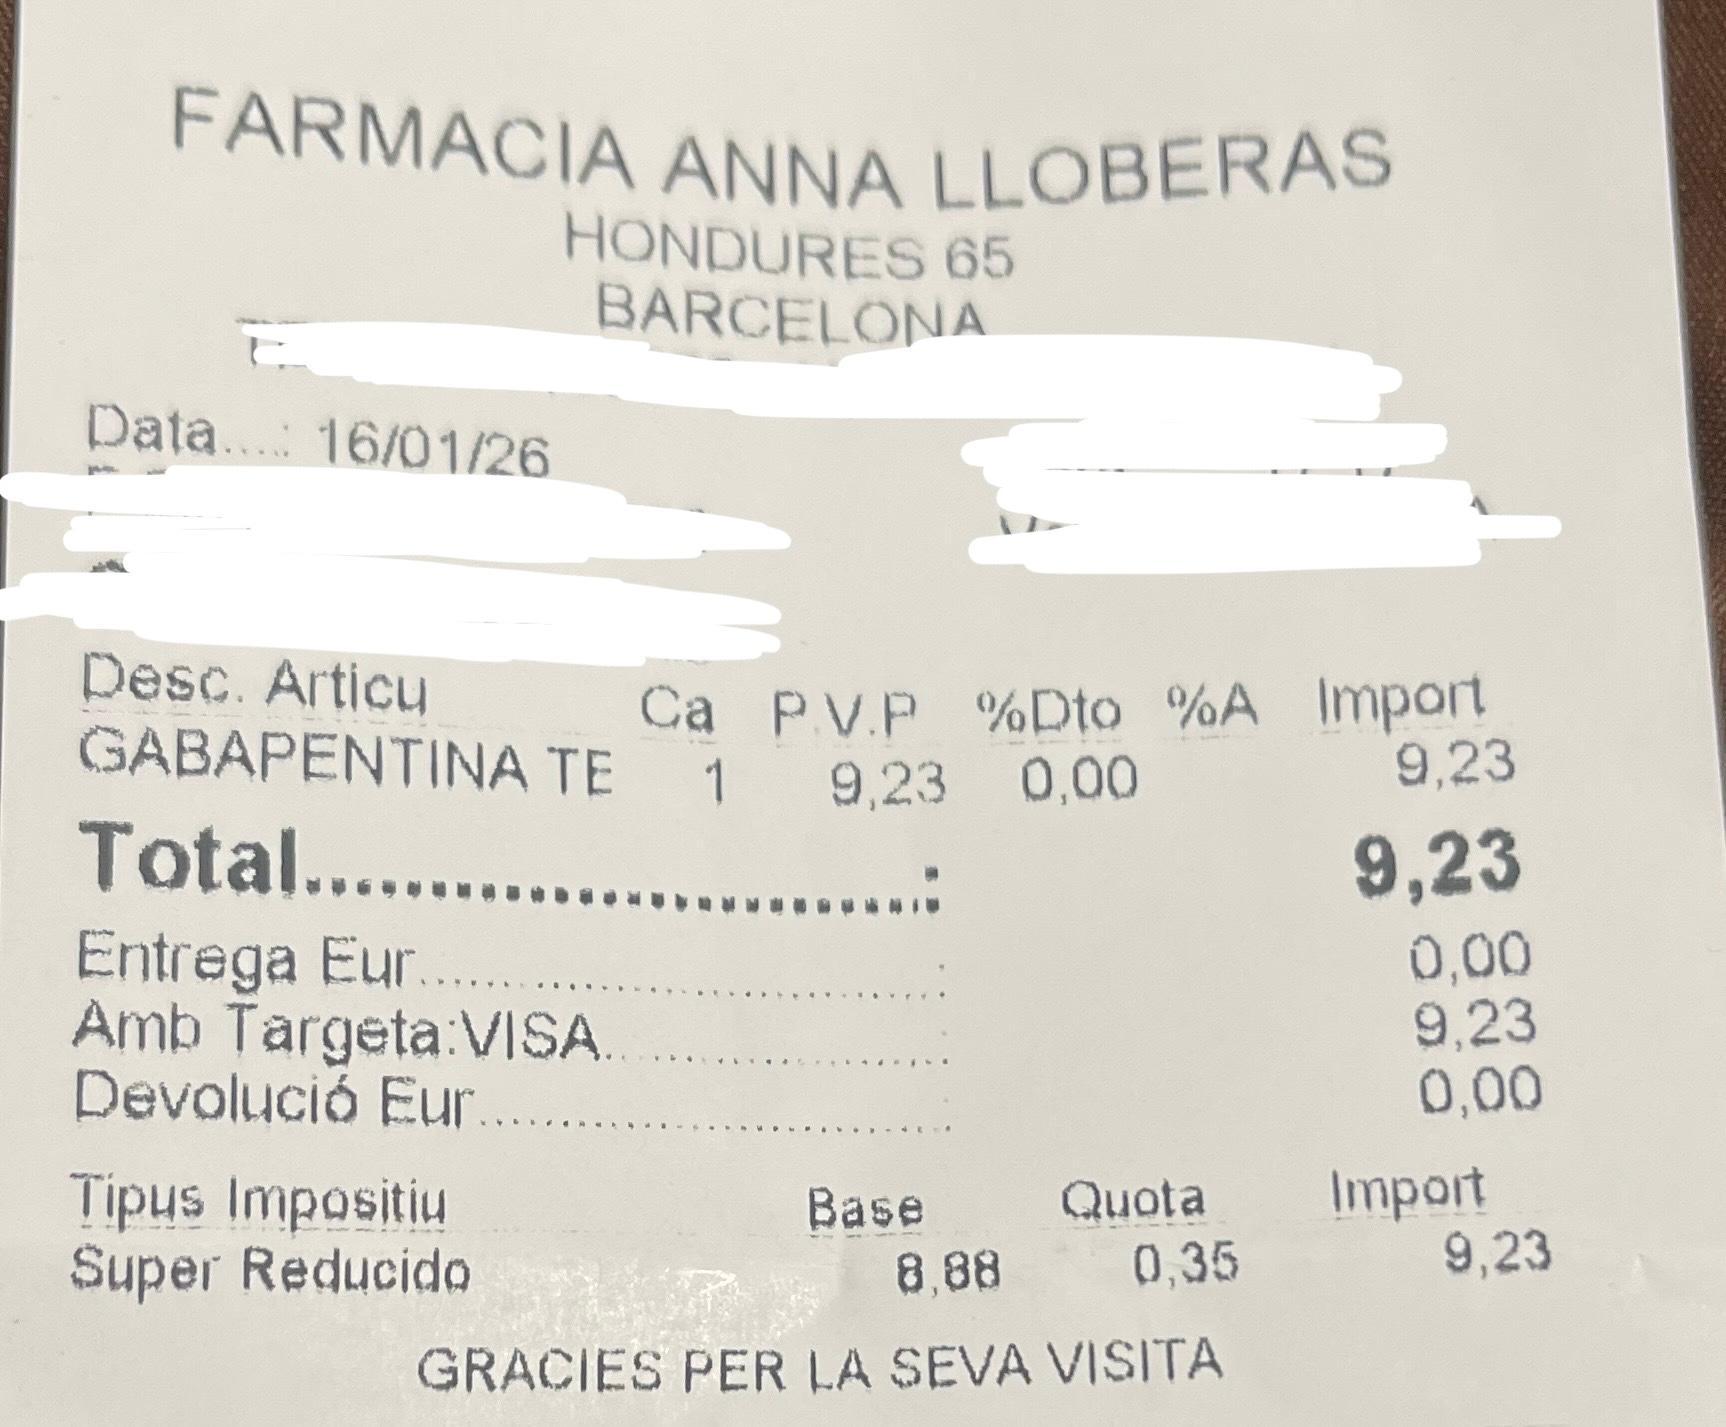 FARMACIA ANNA LLOBERAS
HONDURES 65
BARCELONA
Data....: 16/01/26
Desc. Articu Ca P.V.P %Dto %A Import
GABAPENTINA TE 1 9,23 0,00 9,23
Total..........................: 9,23
Entrega Eur..........................: 0,00
Amb Targeta:VISA..................: 9,23
Devolució Eur........................: 0,00
Tipus Impositiu Base Quota Import
Super Reducido 8,88 0,35 9,23
GRACIES PER LA SEVA VISITA